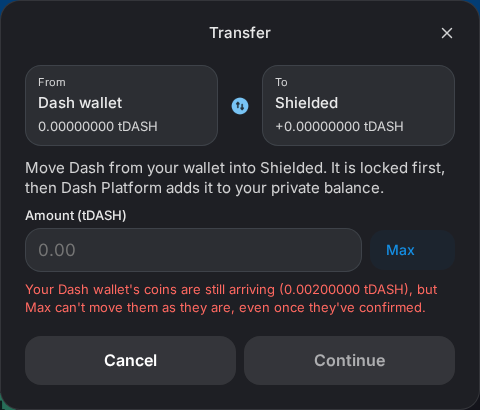 Transfer
From
Dash wallet
0.00000000 tDASH
To
Shielded
+0.00000000 tDASH
Move Dash from your wallet into Shielded. It is locked first,
then Dash Platform adds it to your private balance.
Amount (tDASH)
0.00
Max
Your Dash wallet's coins are still arriving (0.00200000 tDASH), but
Max can't move them as they are, even once they've confirmed.
Cancel
Continue